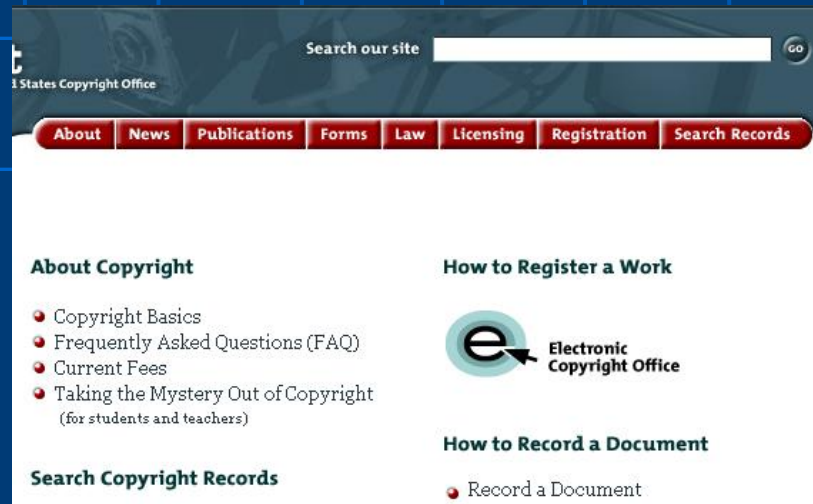 Search our site
GO
States Copyright Office
About News Publications Forms Law Licensing Registration Search Records
About Copyright
Copyright Basics
Frequently Asked Questions (FAQ)
Current Fees
Taking the Mystery Out of Copyright
(for students and teachers)
Search Copyright Records
How to Register a Work
e
Electronic
Copyright Office
How to Record a Document
Record a Document